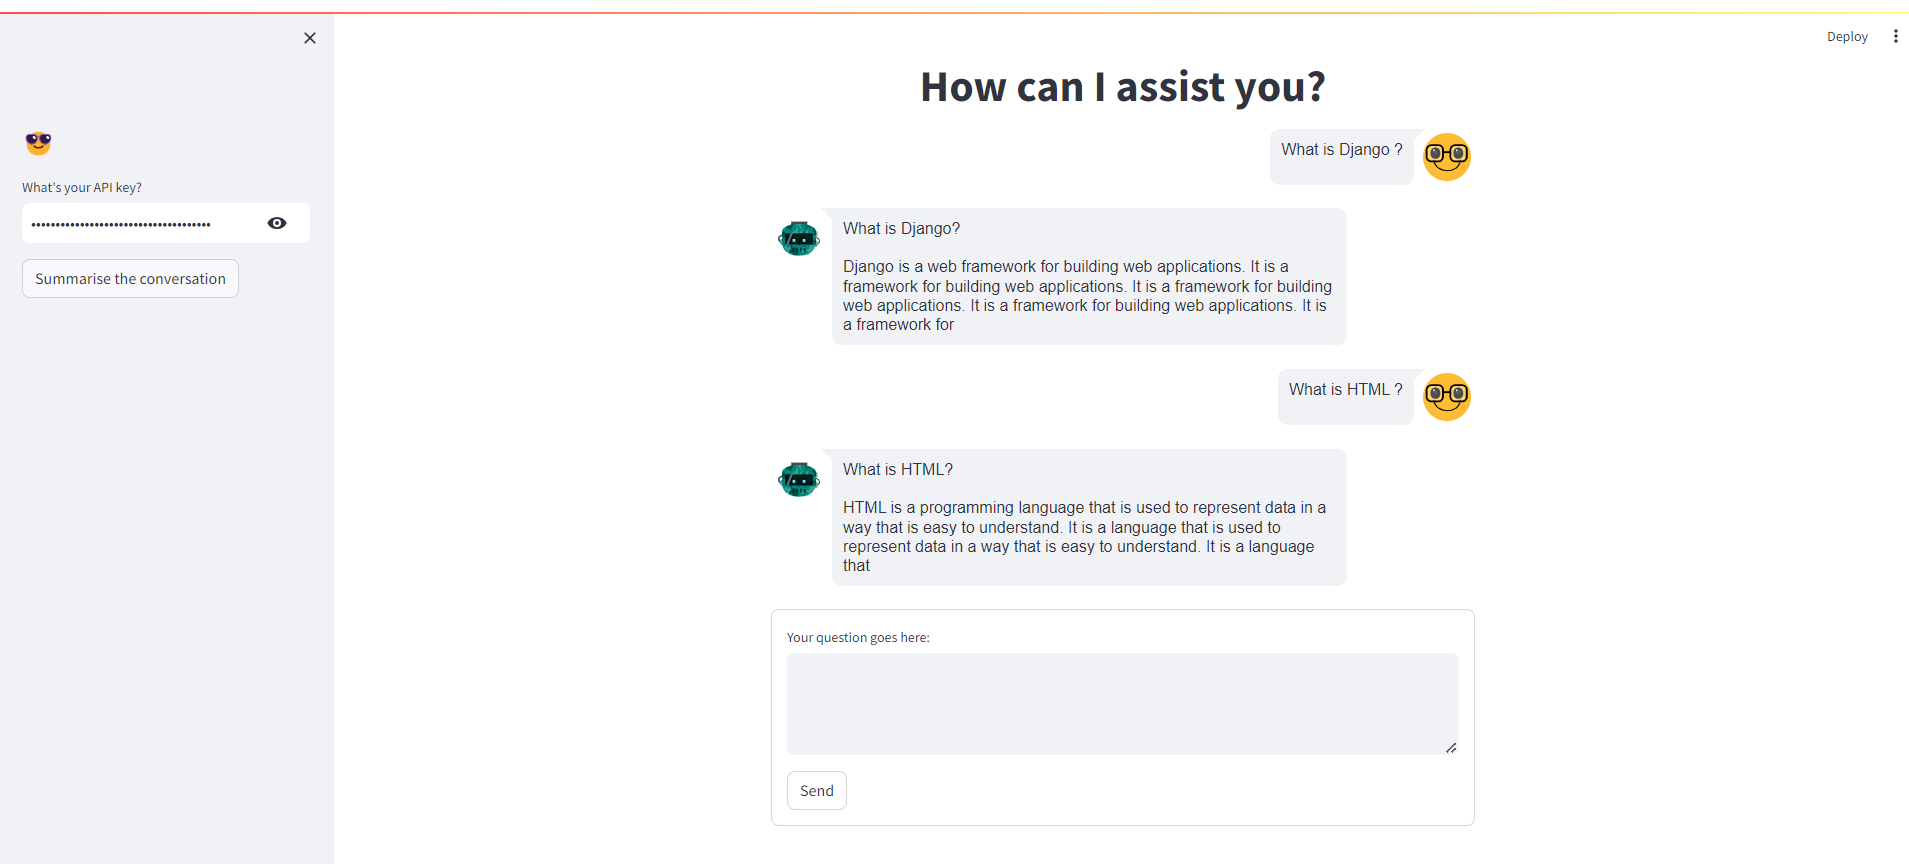 Deploy
How can I assist you?
What is Django ?
What's your API key?
••••••••••••••••••••••••••••••••••••
Summarise the conversation
What is Django?
Django is a web framework for building web applications. It is a
framework for building web applications. It is a framework for building
web applications. It is a framework for building web applications. It is
a framework for
What is HTML ?
What is HTML?
HTML is a programming language that is used to represent data in a
way that is easy to understand. It is a language that is used to
represent data in a way that is easy to understand. It is a language
that
Your question goes here:
Send